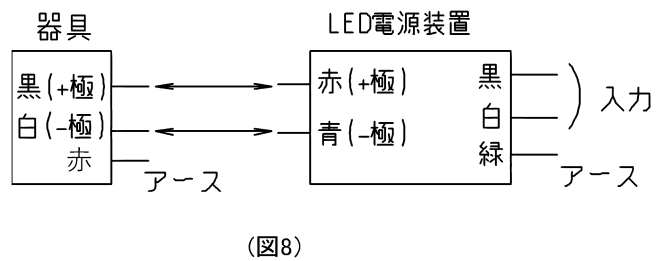 器具
LED電源装置
黒(+極)
白(-極)
赤
アース
赤(+極)
青(-極)
黒
白
緑
入力
アース
(図8)